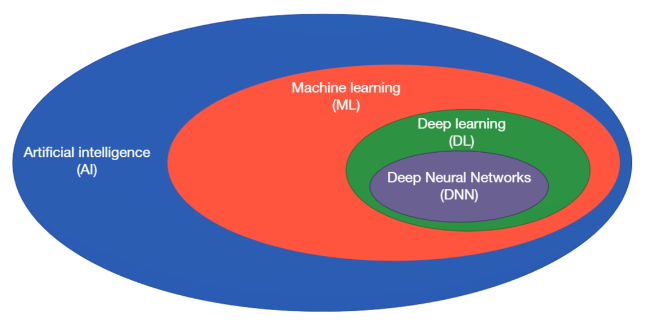 Machine learning
(ML)
Deep learning
(DL)
Artificial intelligence
(AI)
Deep Neural Networks
(DNN)